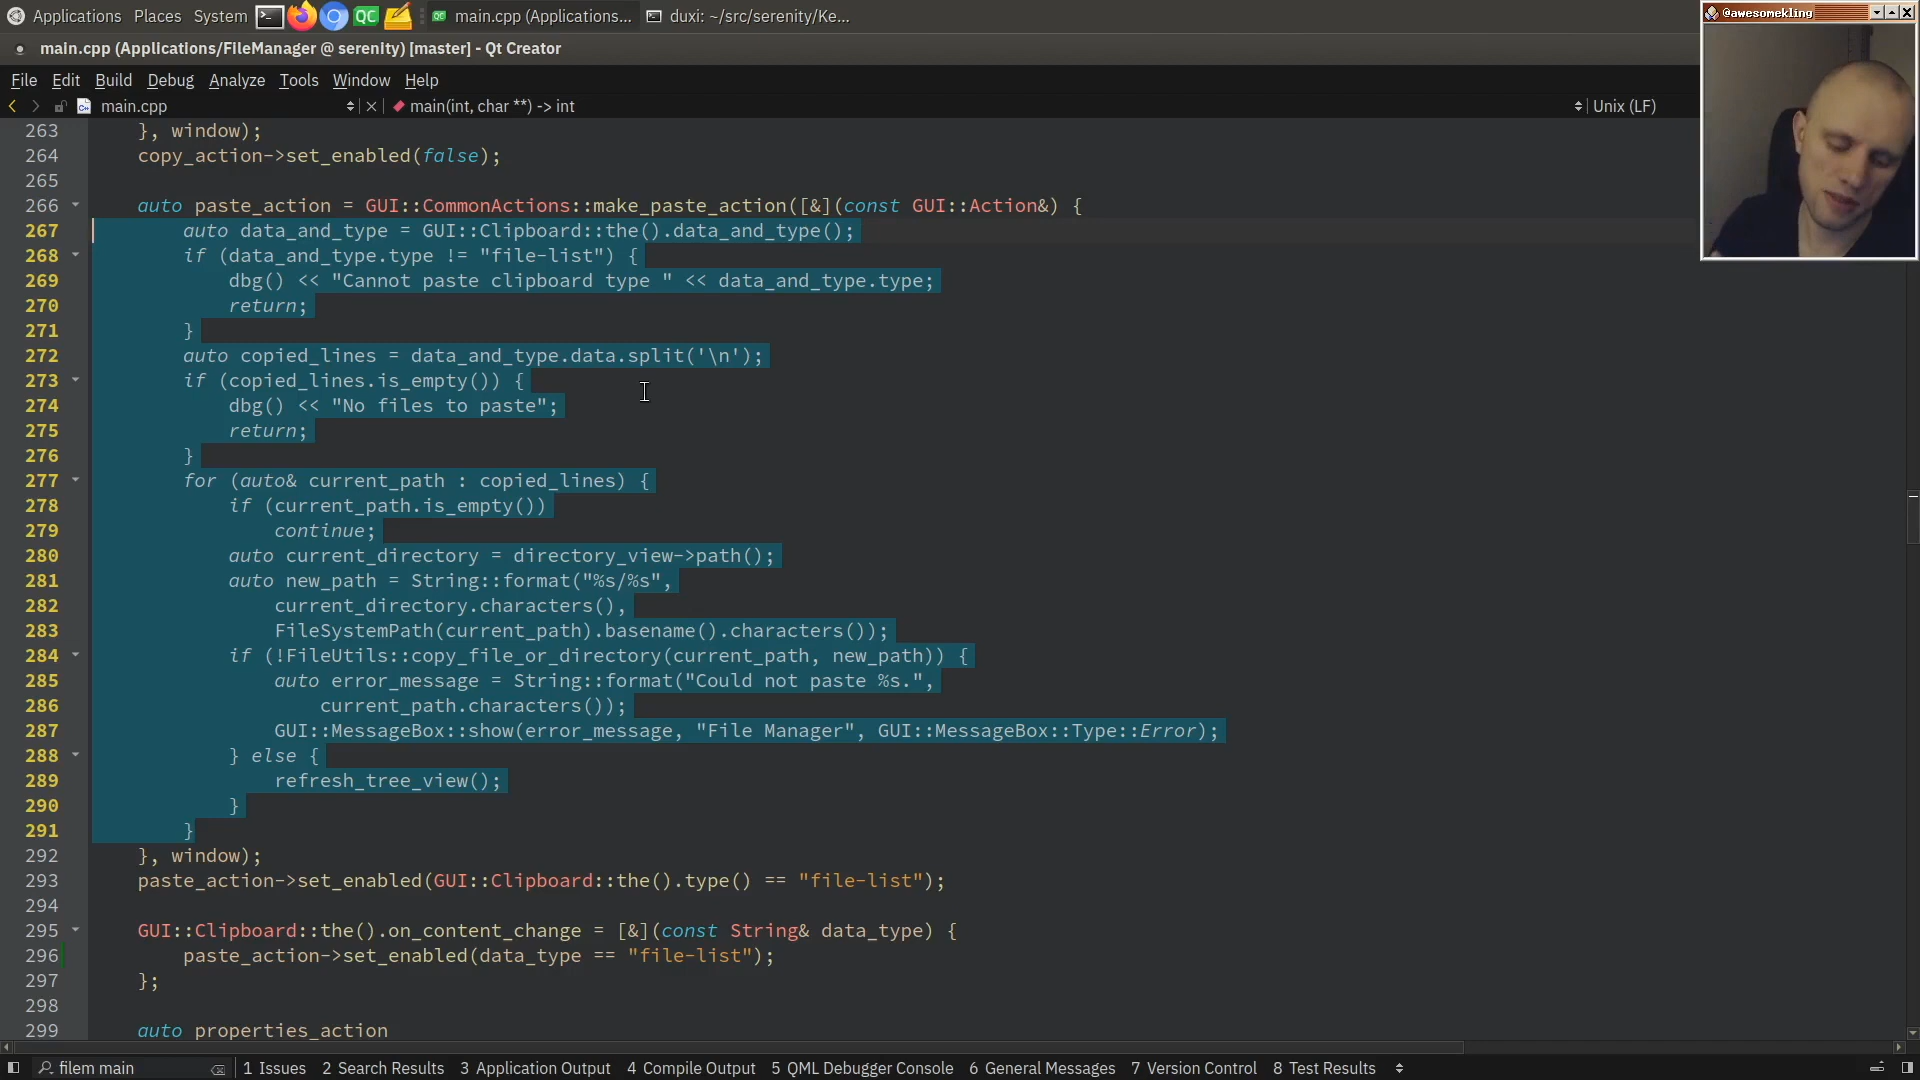 Applications Places System QC main.cpp (Applications... duxi: ~/src/serenity/Ke...
@awesomekling
main.cpp (Applications/FileManager @ serenity) [master] - Qt Creator
File Edit Build Debug Analyze Tools Window Help
main.cpp main(int, char **) -> int Unix (LF)
263 }, window);
264 copy_action->set_enabled(false);
265
266 auto paste_action = GUI::CommonActions::make_paste_action([&](const GUI::Action&) {
267 auto data_and_type = GUI::Clipboard::the().data_and_type();
268 if (data_and_type.type != "file-list") {
269 dbg() << "Cannot paste clipboard type " << data_and_type.type;
270 return;
271 }
272 auto copied_lines = data_and_type.data.split('\n');
273 if (copied_lines.is_empty()) {
274 dbg() << "No files to paste";
275 return;
276 }
277 for (auto& current_path : copied_lines) {
278 if (current_path.is_empty())
279 continue;
280 auto current_directory = directory_view->path();
281 auto new_path = String::format("%s/%s",
282 current_directory.characters(),
283 FileSystemPath(current_path).basename().characters());
284 if (!FileUtils::copy_file_or_directory(current_path, new_path)) {
285 auto error_message = String::format("Could not paste %s.",
286 current_path.characters());
287 GUI::MessageBox::show(error_message, "File Manager", GUI::MessageBox::Type::Error);
288 } else {
289 refresh_tree_view();
290 }
291 }
292 }, window);
293 paste_action->set_enabled(GUI::Clipboard::the().type() == "file-list");
294
295 GUI::Clipboard::the().on_content_change = [&](const String& data_type) {
296 paste_action->set_enabled(data_type == "file-list");
297 };
298
299 auto properties_action
filem main 1 Issues 2 Search Results 3 Application Output 4 Compile Output 5 QML Debugger Console 6 General Messages 7 Version Control 8 Test Results